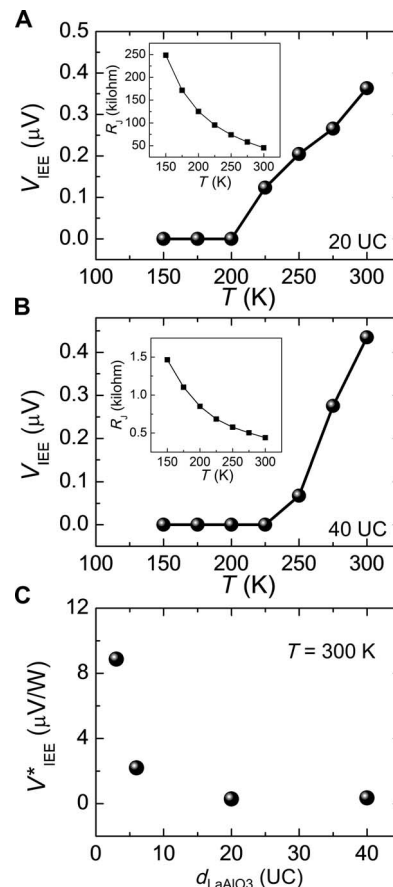 A
0.5
0.4
0.3
0.2
0.1
0.0
V_IEE (μV)
250
200
150
100
50
R_J (kilohm)
150 200 250 300
T (K)
20 UC
100 150 200 250 300
T (K)
B
0.4
0.2
0.0
V_IEE (μV)
1.5
1.0
0.5
R_J (kilohm)
150 200 250 300
T (K)
40 UC
100 150 200 250 300
T (K)
C
12
8
4
0
V*_IEE (μV/W)
T = 300 K
0 10 20 30 40
d_LaAlO3 (UC)